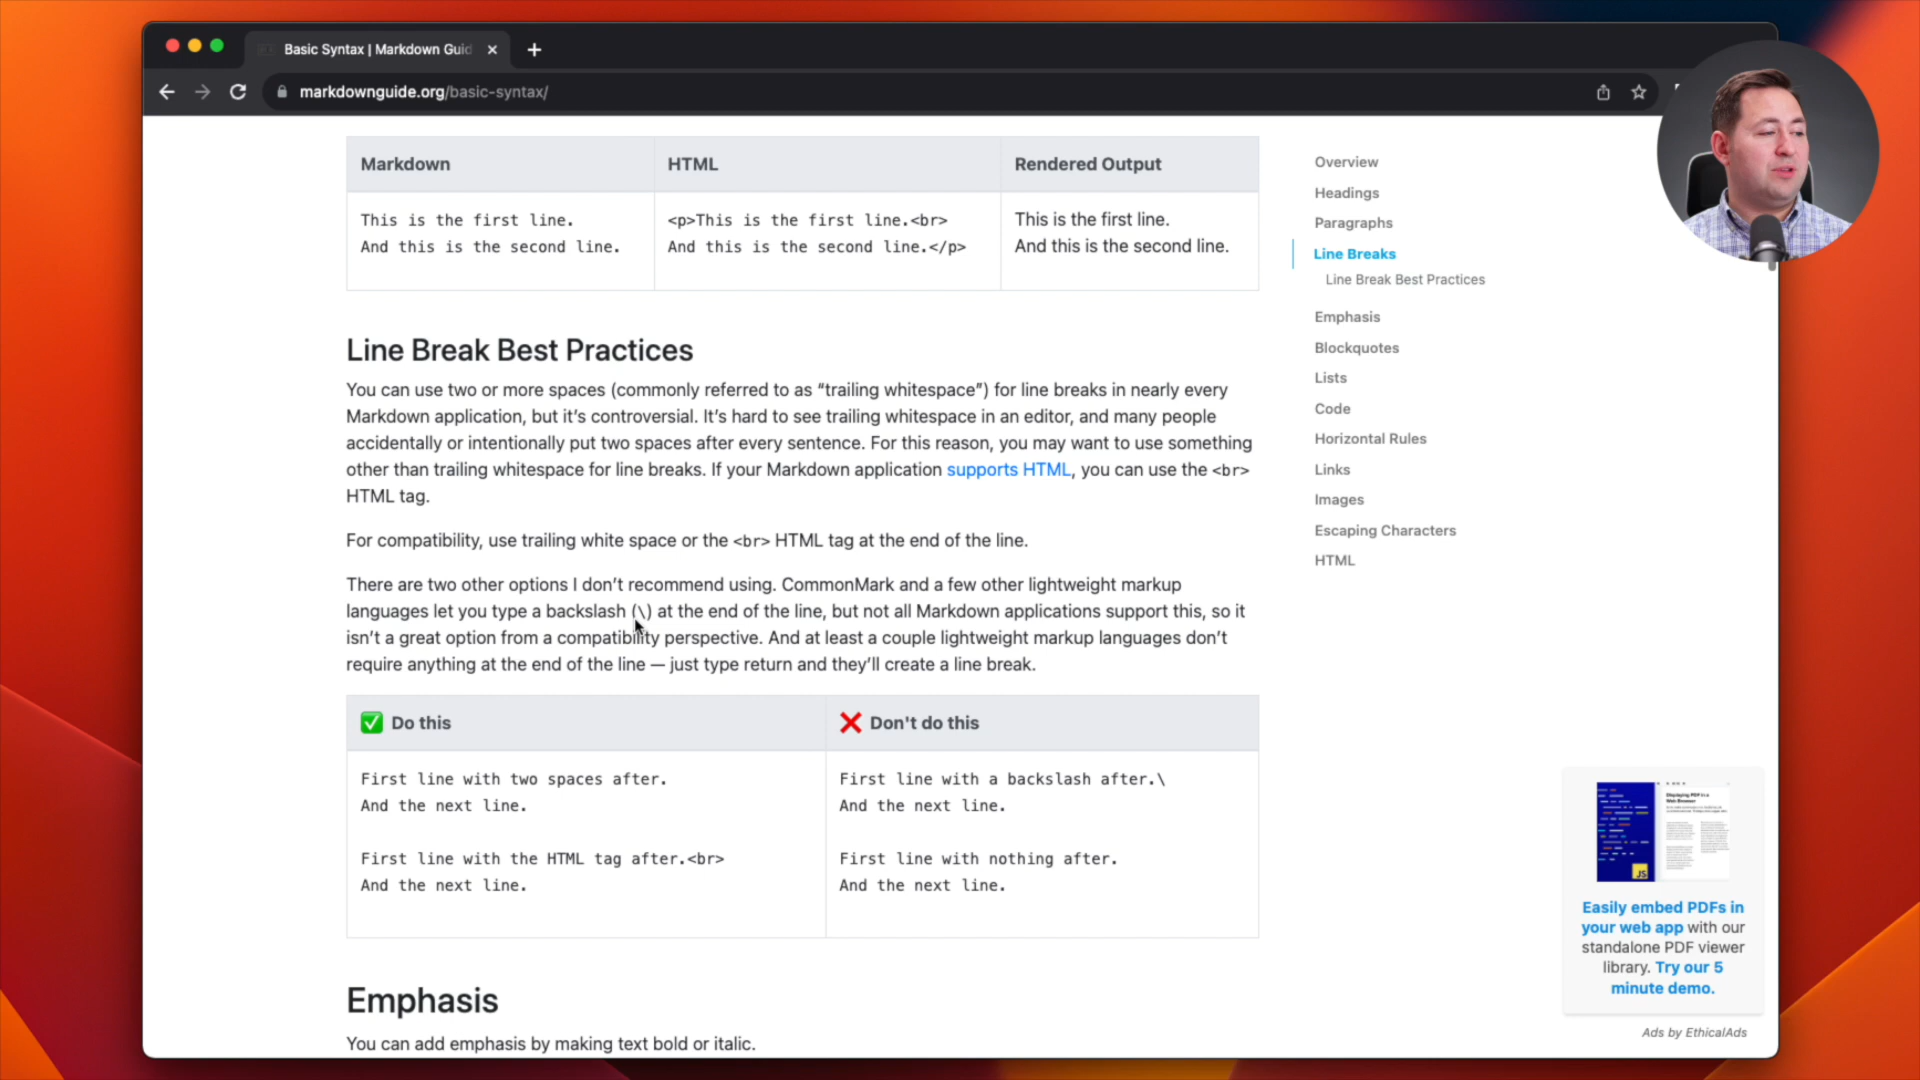 Basic Syntax | Markdown Guid
markdownguide.org/basic-syntax/
Markdown HTML Rendered Output
This is the first line. <p>This is the first line.<br> This is the first line.
And this is the second line. And this is the second line.</p> And this is the second line.
Line Break Best Practices
You can use two or more spaces (commonly referred to as “trailing whitespace”) for line breaks in nearly every
Markdown application, but it’s controversial. It’s hard to see trailing whitespace in an editor, and many people
accidentally or intentionally put two spaces after every sentence. For this reason, you may want to use something
other than trailing whitespace for line breaks. If your Markdown application supports HTML, you can use the <br>
HTML tag.
For compatibility, use trailing white space or the <br> HTML tag at the end of the line.
There are two other options I don’t recommend using. CommonMark and a few other lightweight markup
languages let you type a backslash (\) at the end of the line, but not all Markdown applications support this, so it
isn’t a great option from a compatibility perspective. And at least a couple lightweight markup languages don’t
require anything at the end of the line — just type return and they’ll create a line break.
✅ Do this ❌ Don't do this
First line with two spaces after. First line with a backslash after.\
And the next line. And the next line.
First line with the HTML tag after.<br> First line with nothing after.
And the next line. And the next line.
Emphasis
You can add emphasis by making text bold or italic.
Overview
Headings
Paragraphs
Line Breaks
Line Break Best Practices
Emphasis
Blockquotes
Lists
Code
Horizontal Rules
Links
Images
Escaping Characters
HTML
JS
Easily embed PDFs in
your web app with our
standalone PDF viewer
library. Try our 5
minute demo.
Ads by EthicalAds